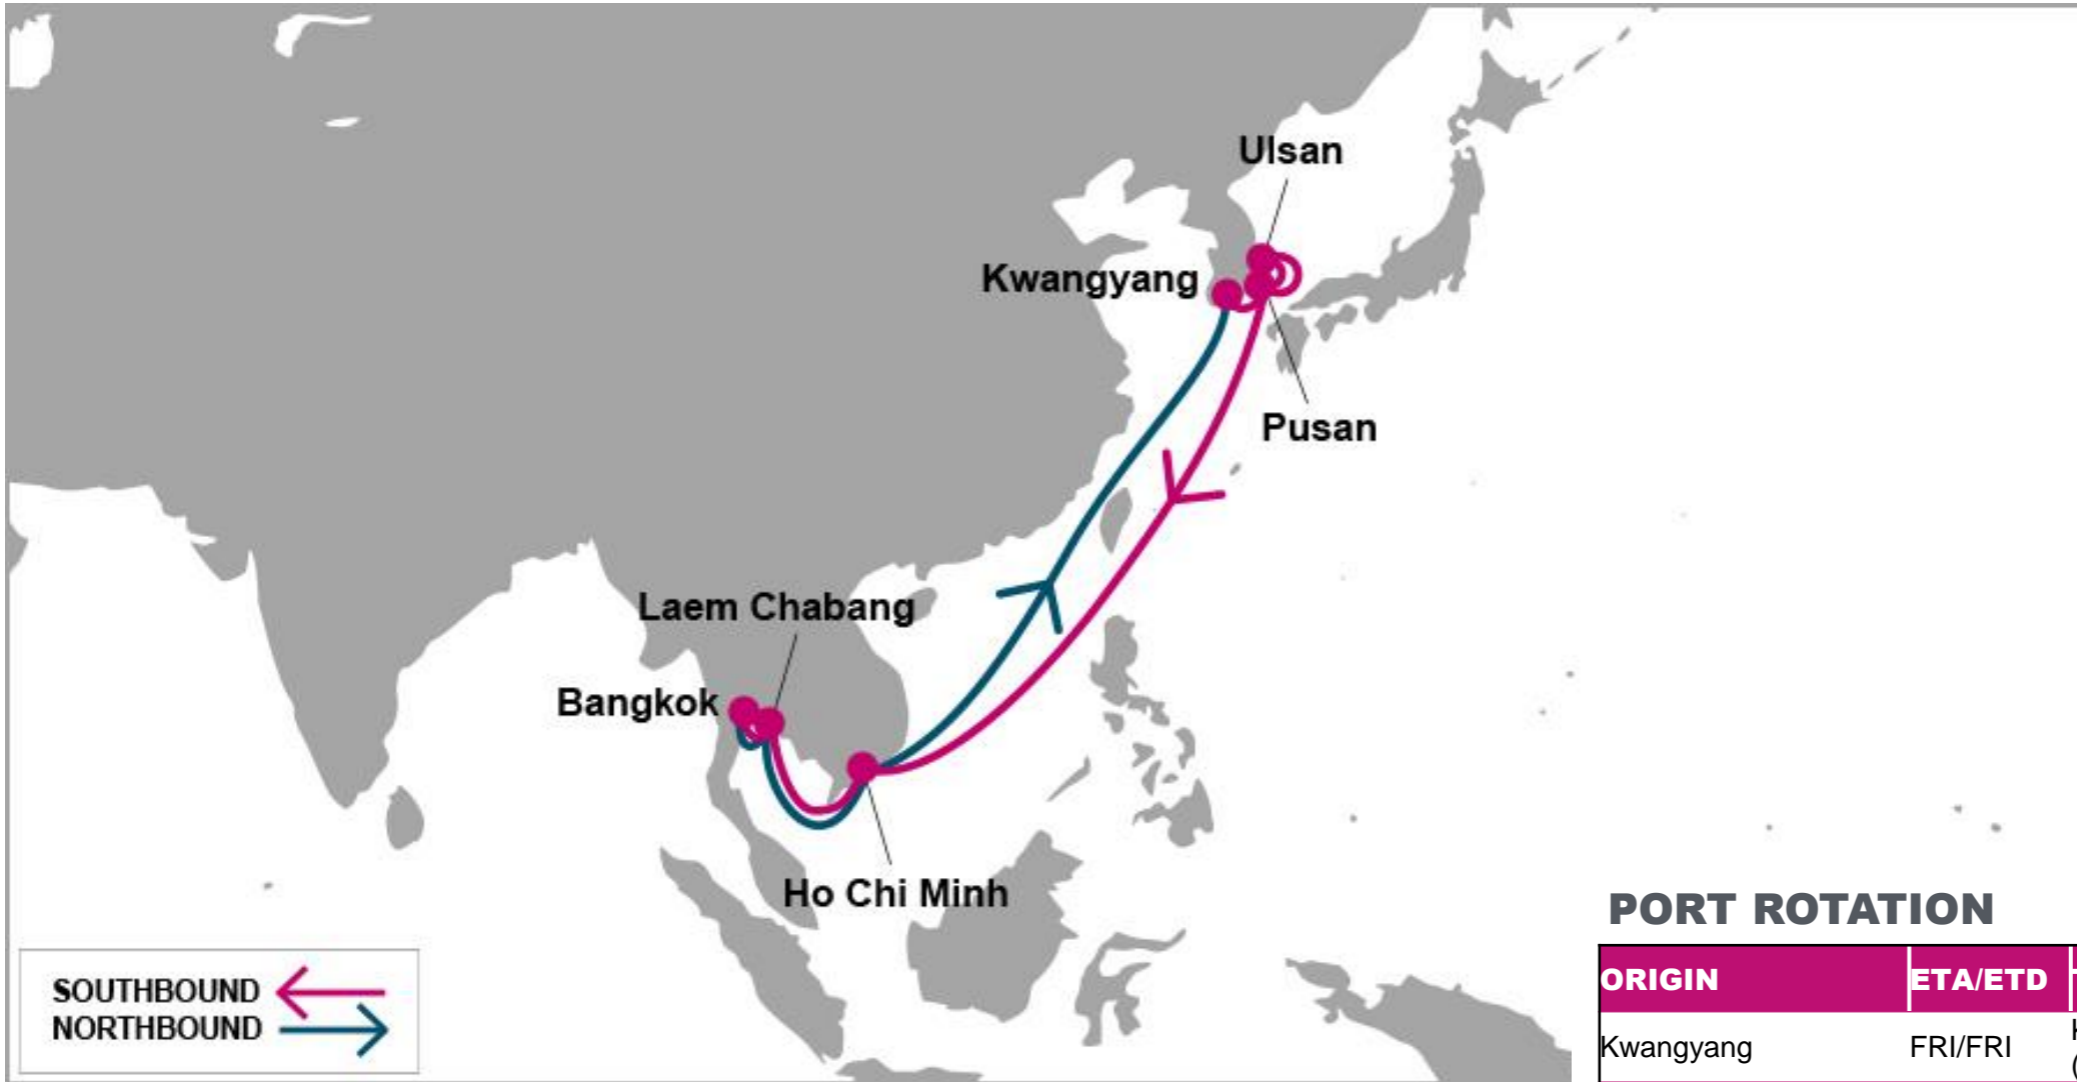 Ulsan
Kwangyang
Pusan
Laem Chabang
Bangkok
Ho Chi Minh
SOUTHBOUND
NORTHBOUND
PORT ROTATION
ORIGIN ETA/ETD
Kwangyang FRI/FRI